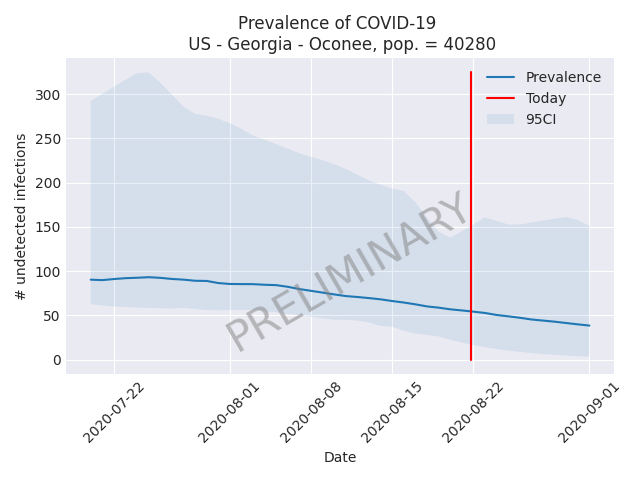 Prevalence of COVID-19
US - Georgia - Oconee, pop. = 40280
Prevalence
Today
95CI
300
250
200
150
100
50
0
# undetected infections
PRELIMINARY
2020-07-22
2020-08-01
2020-08-08
2020-08-15
2020-08-22
2020-09-01
Date